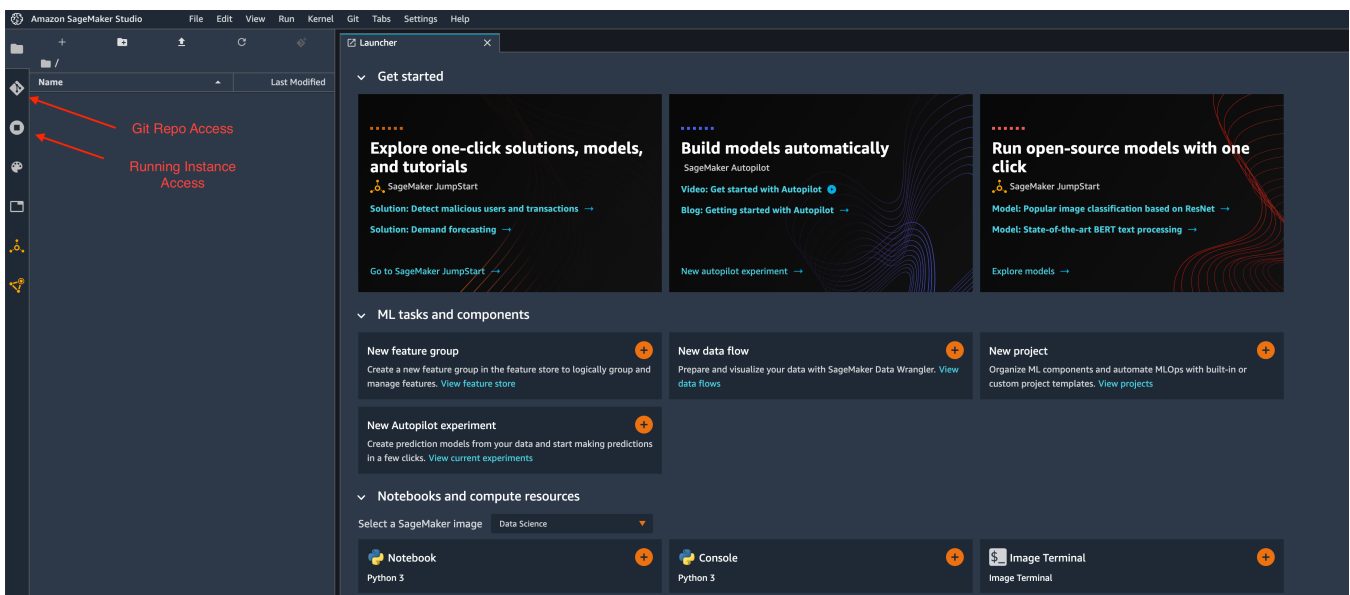 Amazon SageMaker Studio File Edit View Run Kernel Git Tabs Settings Help
Launcher
/
Name Last Modified
Git Repo Access
Running Instance
Access
Get started
Explore one-click solutions, models,
and tutorials
SageMaker JumpStart
Solution: Detect malicious users and transactions →
Solution: Demand forecasting →
Go to SageMaker JumpStart →
Build models automatically
SageMaker Autopilot
Video: Get started with Autopilot
Blog: Getting started with Autopilot →
New autopilot experiment →
Run open-source models with one
click
SageMaker JumpStart
Model: Popular image classification based on ResNet →
Model: State-of-the-art BERT text processing →
Explore models →
ML tasks and components
New feature group
Create a new feature group in the feature store to logically group and
manage features. View feature store
New data flow
Prepare and visualize your data with SageMaker Data Wrangler. View
data flows
New project
Organize ML components and automate MLOps with built-in or
custom project templates. View projects
New Autopilot experiment
Create prediction models from your data and start making predictions
in a few clicks. View current experiments
Notebooks and compute resources
Select a SageMaker image Data Science
Notebook
Python 3
Console
Python 3
$_ Image Terminal
Image Terminal